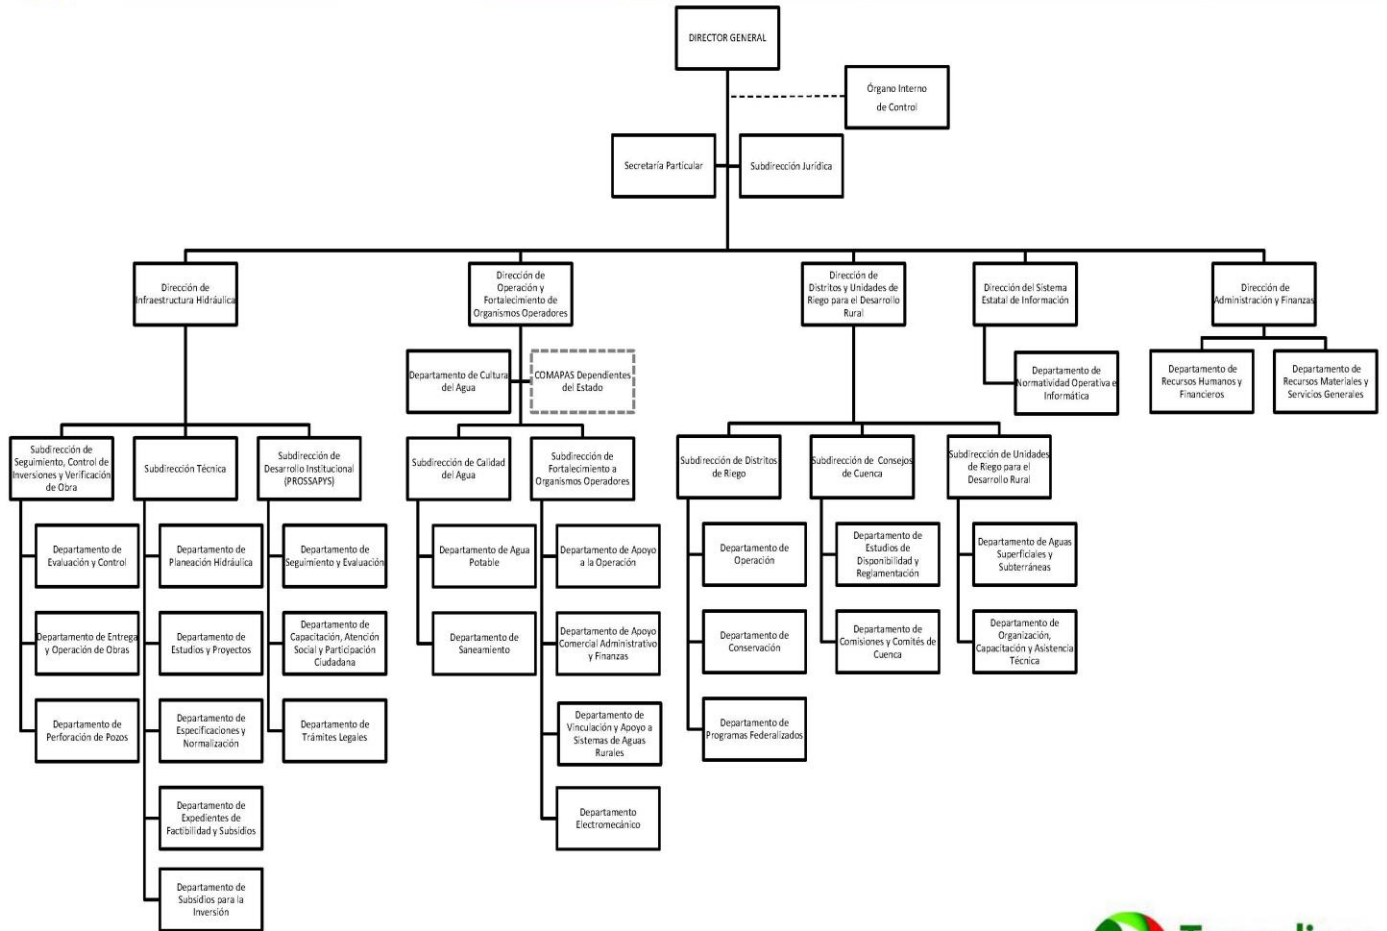 DIRECTOR GENERAL
Órgano Interno
de Control
Secretaría Particular
Subdirección Jurídica
Dirección de
Infraestructura Hidráulica
Dirección de
Operación y
Fortalecimiento de
Organismos Operadores
Dirección de
Distritos y Unidades de
Riego para el Desarrollo
Rural
Dirección del Sistema
Estatal de Información
Dirección de
Administración y Finanzas
Departamento de Cultura
del Agua
COMAPAS Dependientes
del Estado
Departamento de
Normatividad Operativa e
Informática
Departamento de
Recursos Humanos y
Financieros
Departamento de
Recursos Materiales y
Servicios Generales
Subdirección de
Seguimiento, Control de
Inversiones y Verificación
de Obra
Subdirección Técnica
Subdirección de
Desarrollo Institucional
(PROSSAPYS)
Subdirección de Calidad
del Agua
Subdirección de
Fortalecimiento a
Organismos Operadores
Subdirección de Distritos
de Riego
Subdirección de Consejos
de Cuenca
Subdirección de Unidades
de Riego para el
Desarrollo Rural
Departamento de
Evaluación y Control
Departamento de
Planeación Hidráulica
Departamento de
Seguimiento y Evaluación
Departamento de Agua
Potable
Departamento de Apoyo
a la Operación
Departamento de
Operación
Departamento de
Estudios de
Disponibilidad y
Reglamentación
Departamento de Aguas
Superficiales y
Subterráneas
Departamento de Entrega
y Operación de Obras
Departamento de
Estudios y Proyectos
Departamento de
Capacitación, Atención
Social y Participación
Ciudadana
Departamento de
Saneamiento
Departamento de Apoyo
Comercial Administrativo
y Finanzas
Departamento de
Conservación
Departamento de
Comisiones y Comités de
Cuenca
Departamento de
Organización,
Capacitación y Asistencia
Técnica
Departamento de
Perforación de Pozos
Departamento de
Especificaciones y
Normalización
Departamento de
Trámites Legales
Departamento de
Vinculación y Apoyo a
Sistemas de Aguas
Rurales
Departamento de
Programas Federalizados
Departamento de
Expedientes de
Factibilidad y Subsidios
Departamento
Electromecánico
Departamento de
Subsidios para la
Inversión